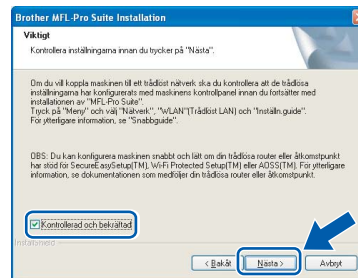 Brother MFL-Pro Suite Installation
Viktigt
Kontrollera inställningarna innan du trycker på "Nästa".
Om du vill koppla maskinen till ett trådlöst nätverk ska du kontrollera att de trådlösa
inställningarna har konfigurerats med maskinens kontrollpanel innan du fortsätter med
installationen av "MFL-Pro Suite".
Tryck på "Meny" och välj "Nätverk", "WLAN"(Trådlöst LAN) och "Inställn.guide".
För ytterligare information, se "Snabbguide".
OBS: Du kan konfigurera maskinen snabbt och lätt om din trådlösa router eller åtkomstpunkt
har stöd för SecureEasySetup(TM), Wi-Fi Protected Setup(TM) eller AOSS(TM). För ytterligare
information, se dokumentationen som medföljer din trådlösa router eller åtkomstpunkt.
Kontrollerad och bekräftad
InstallShield
< Bakåt Nästa > Avbryt